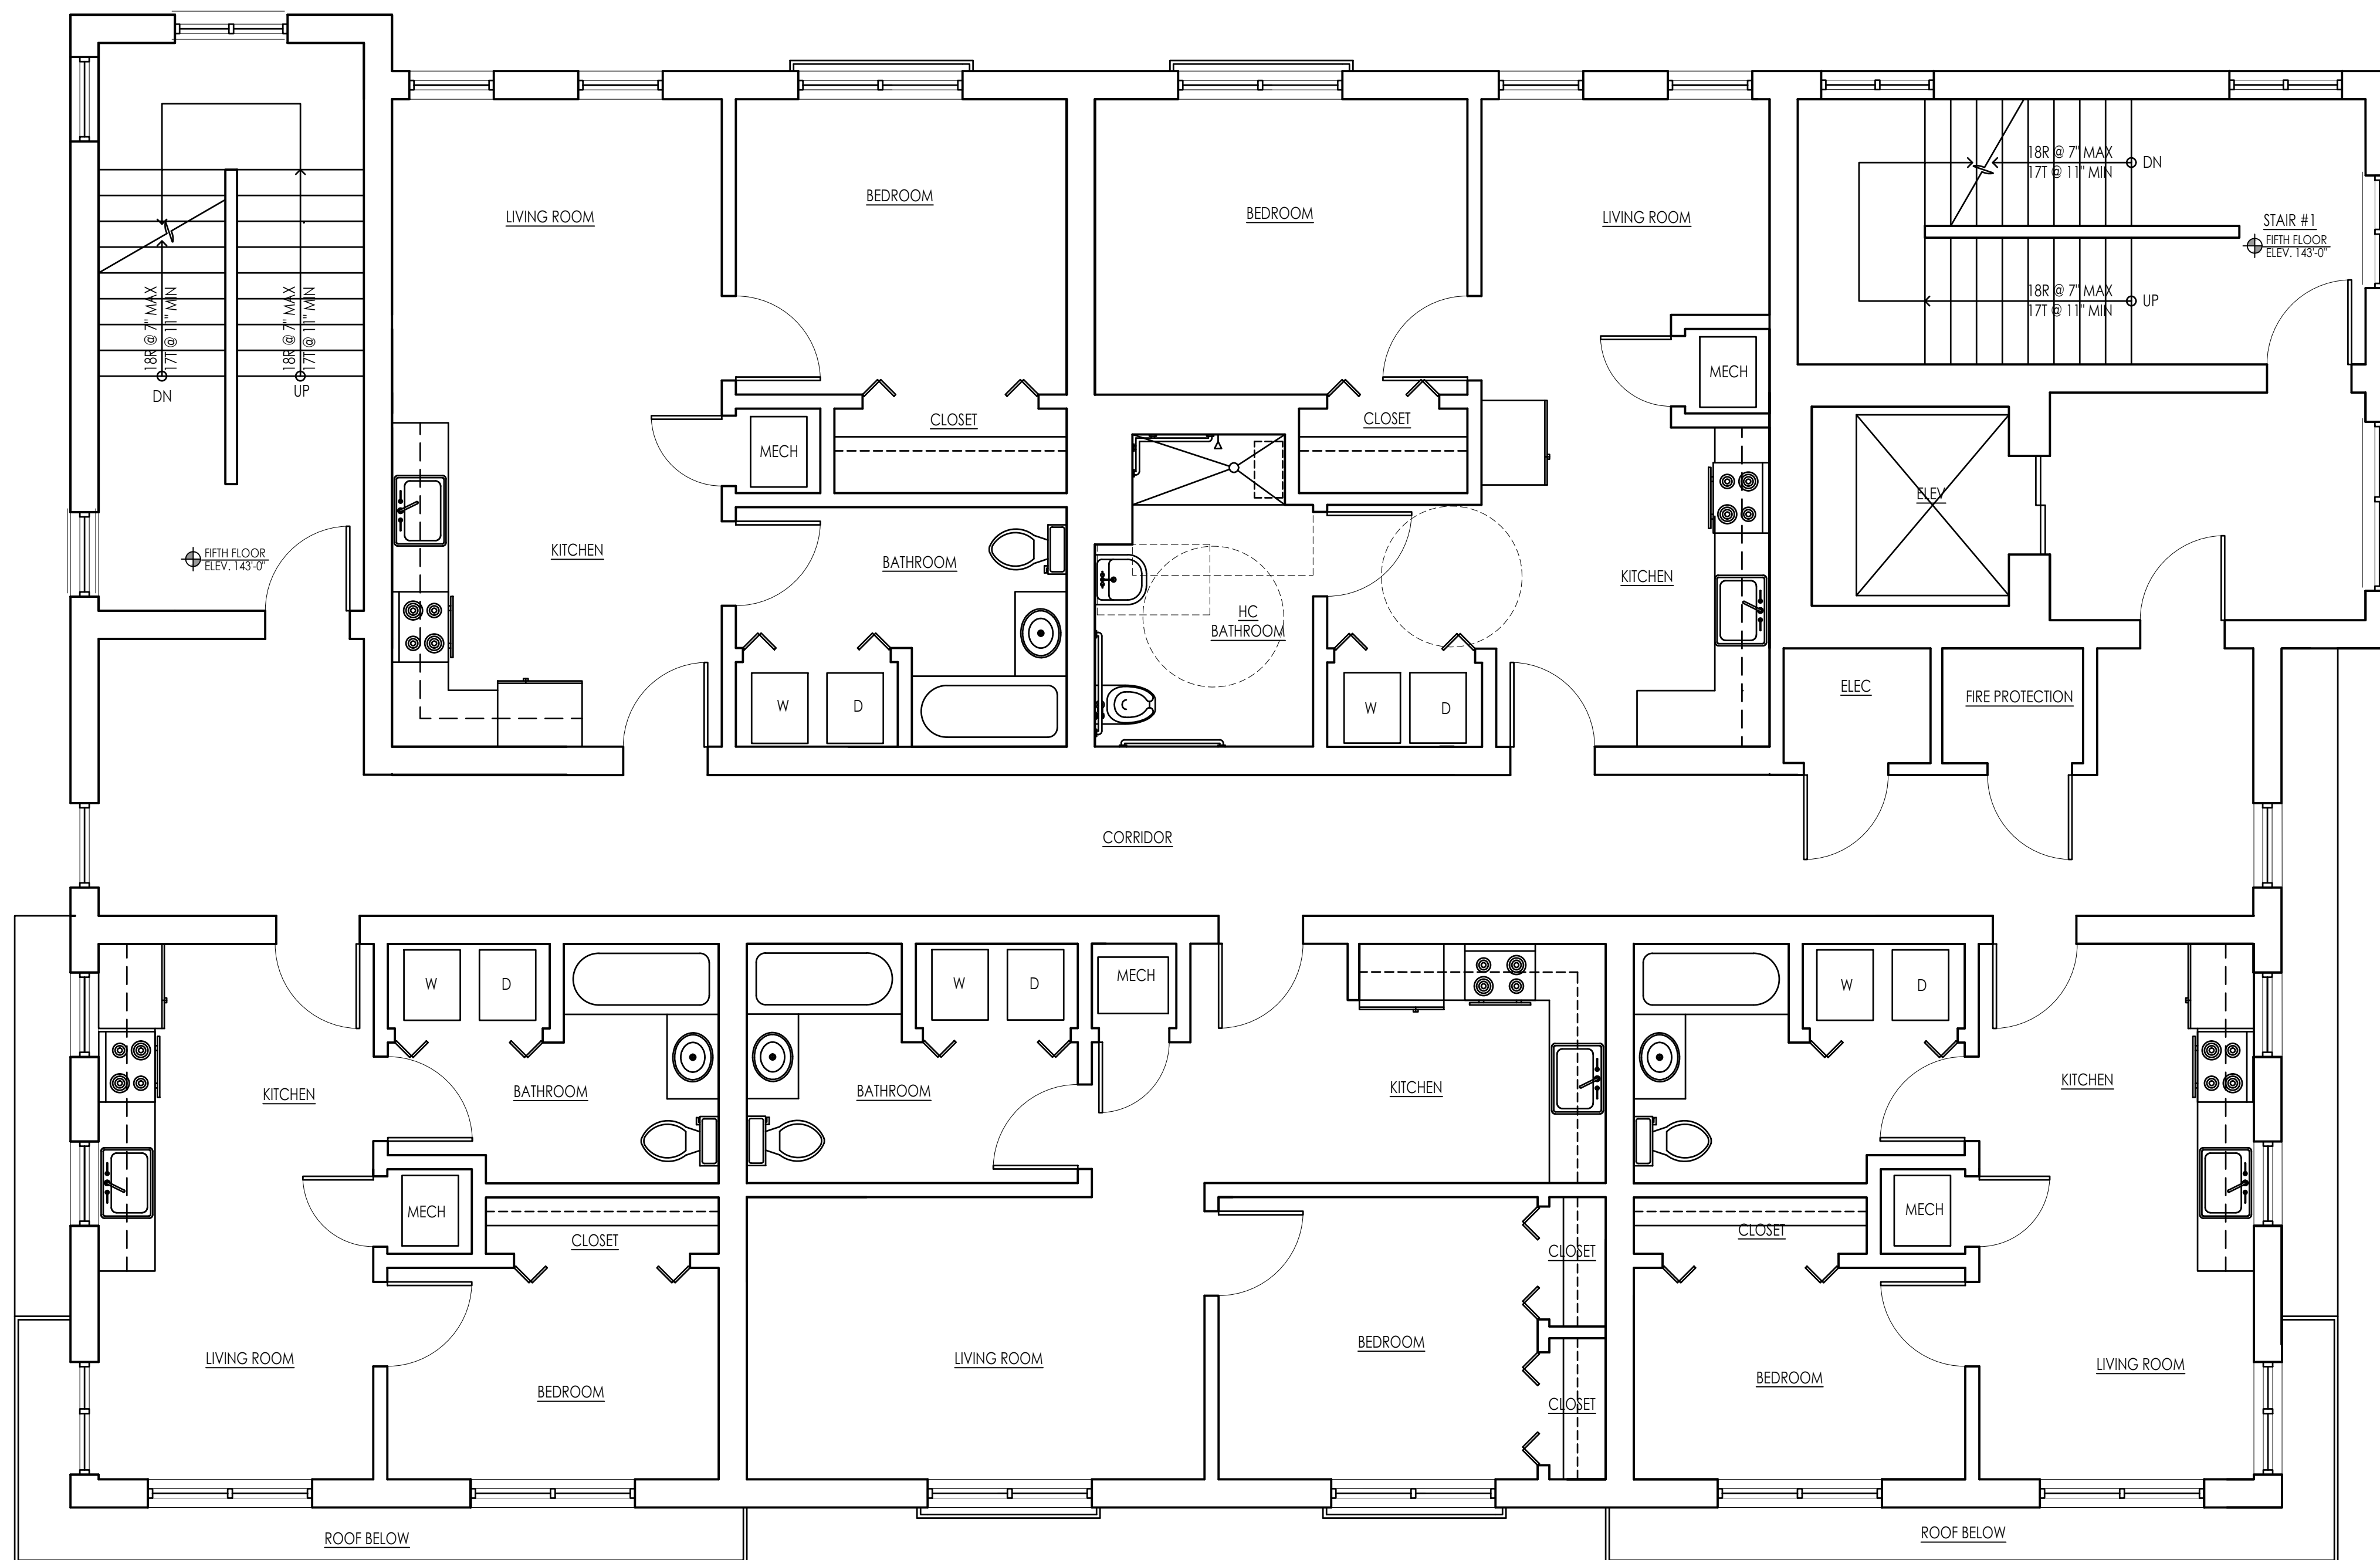 18R @ 7" MAX
17T @ 11" MIN
DN
STAIR #1
FIFTH FLOOR
ELEV. 143'-0"
18R @ 7" MAX
17T @ 11" MIN
UP
BEDROOM
BEDROOM
LIVING ROOM
LIVING ROOM
18R @ 7" MAX
17T @ 11" MIN
DN
18R @ 7" MAX
17T @ 11" MIN
UP
MECH
CLOSET
CLOSET
MECH
ELEV
FIFTH FLOOR
ELEV. 143'-0"
KITCHEN
BATHROOM
KITCHEN
HC
BATHROOM
ELEC
FIRE PROTECTION
W
D
W
D
CORRIDOR
W
D
W
D
MECH
W
D
KITCHEN
BATHROOM
BATHROOM
KITCHEN
KITCHEN
MECH
MECH
CLOSET
CLOSET
CLOSET
LIVING ROOM
LIVING ROOM
BEDROOM
LIVING ROOM
BEDROOM
BEDROOM
CLOSET
ROOF BELOW
ROOF BELOW